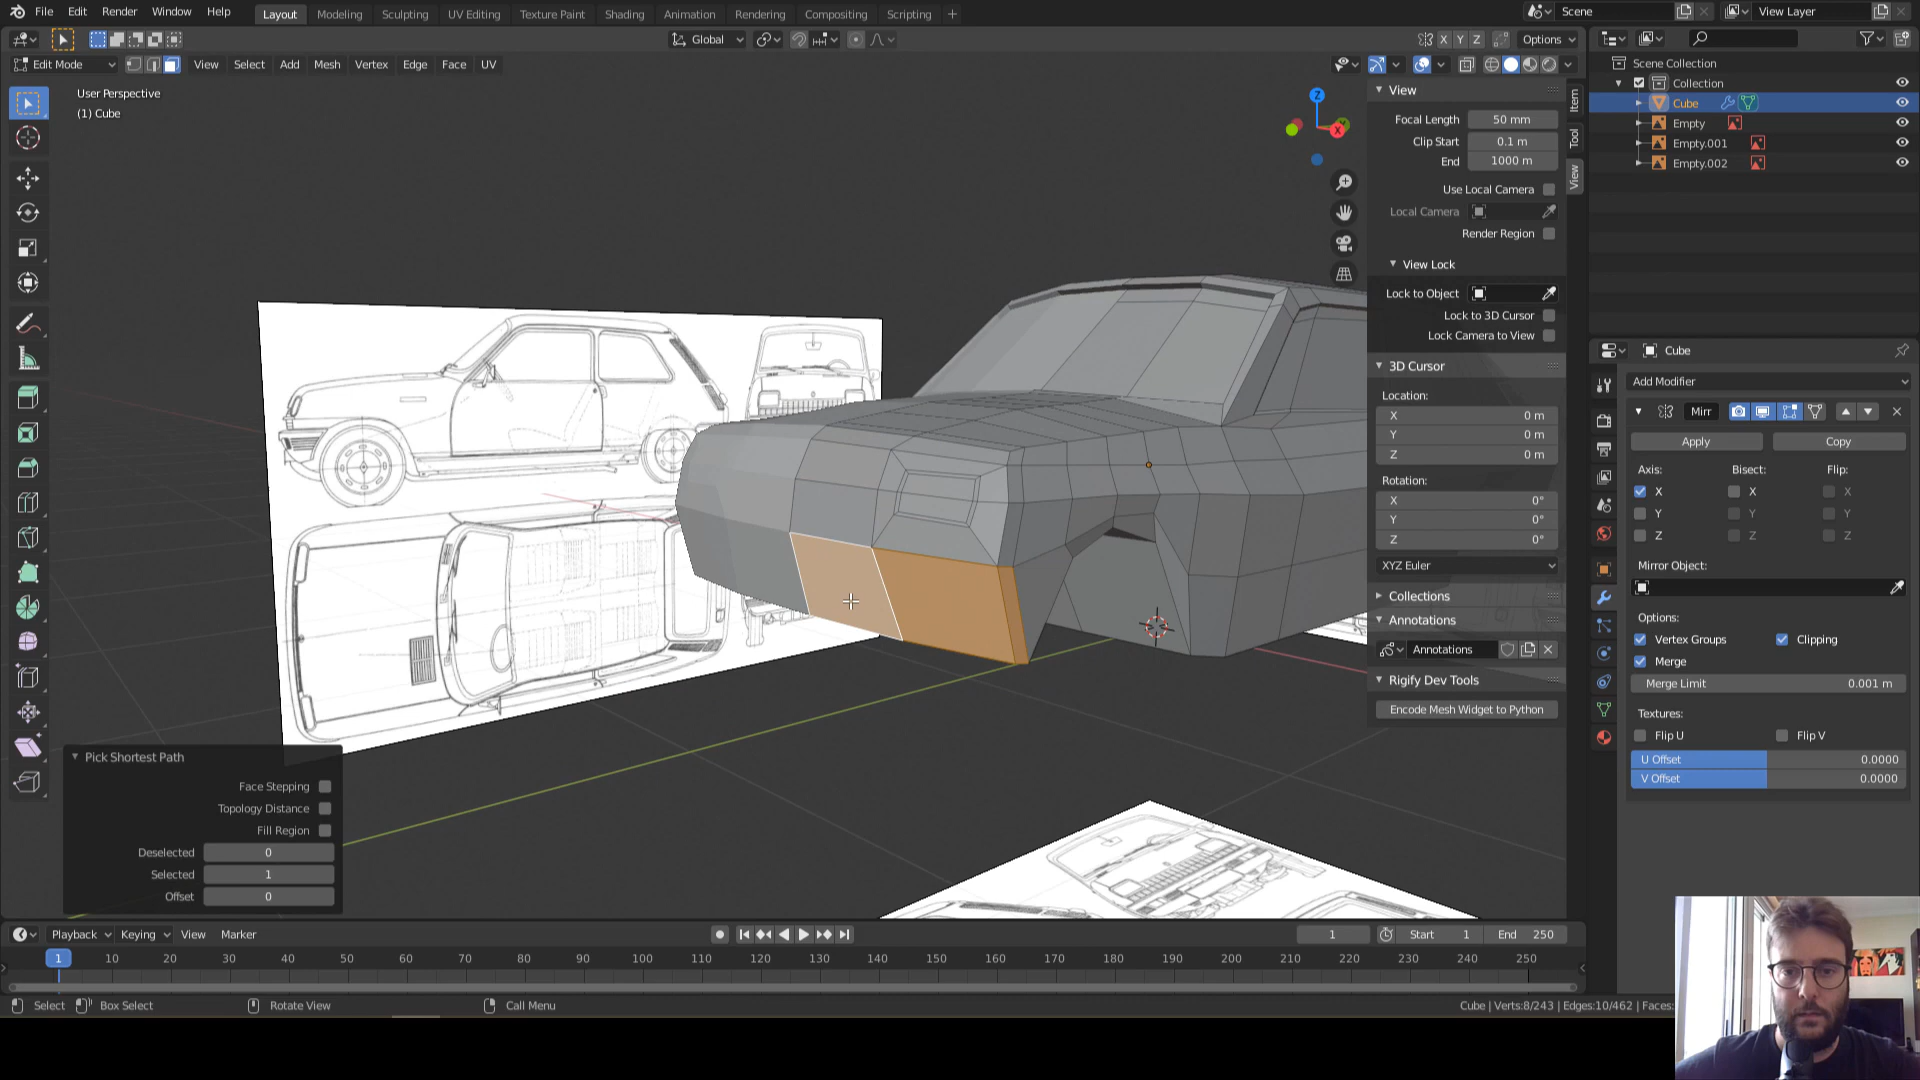 File Edit Render Window Help Layout Modeling Sculpting UV Editing Texture Paint Shading Animation Rendering Compositing Scripting + Scene View Layer
Global Options
X Y Z
Edit Mode View Select Add Mesh Vertex Edge Face UV
User Perspective
(1) Cube
Z
X
Y
View
Focal Length 50 mm
Clip Start 0.1 m
End 1000 m
Use Local Camera
Local Camera
Render Region
View Lock
Lock to Object
Lock to 3D Cursor
Lock Camera to View
3D Cursor
Location:
X 0 m
Y 0 m
Z 0 m
Rotation:
X 0°
Y 0°
Z 0°
XYZ Euler
Collections
Annotations
Annotations
Rigify Dev Tools
Encode Mesh Widget to Python
Item
Tool
View
Scene Collection
Collection
Cube
Empty
Empty.001
Empty.002
Cube
Add Modifier
Mirr
Apply Copy
Axis: Bisect: Flip:
X X X
Y Y Y
Z Z Z
Mirror Object:
Options:
Vertex Groups Clipping
Merge
Merge Limit 0.001 m
Textures:
Flip U Flip V
U Offset 0.0000
V Offset 0.0000
Pick Shortest Path
Face Stepping
Topology Distance
Fill Region
Deselected 0
Selected 1
Offset 0
Playback Keying View Marker 1 Start 1 End 250
1 10 20 30 40 50 60 70 80 90 100 110 120 130 140 150 160 170 180 190 200 210 220 230 240 250
Select Box Select Rotate View Call Menu Cube | Verts:8/243 | Edges:10/462 | Faces: